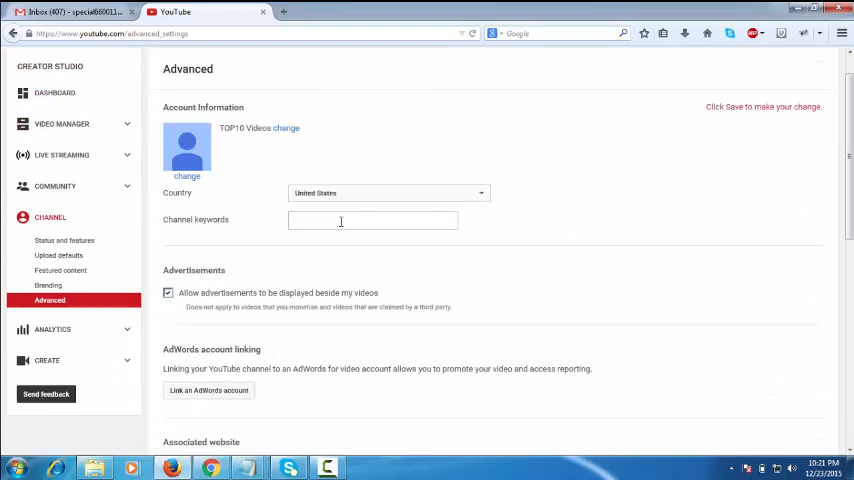 Inbox (407) - special660011...
YouTube
https://www.youtube.com/advanced_settings
Google
ABP
CREATOR STUDIO
DASHBOARD
VIDEO MANAGER
LIVE STREAMING
COMMUNITY
CHANNEL
Status and features
Upload defaults
Featured content
Branding
Advanced
ANALYTICS
CREATE
Send feedback
Advanced
Account Information
Click Save to make your change.
TOP10 Videos change
change
Country
United States
Channel keywords
Advertisements
Allow advertisements to be displayed beside my videos
Does not apply to videos that you monetise and videos that are claimed by a third party.
AdWords account linking
Linking your YouTube channel to an AdWords for video account allows you to promote your video and access reporting.
Link an AdWords account
Associated website
10:21 PM
12/23/2015